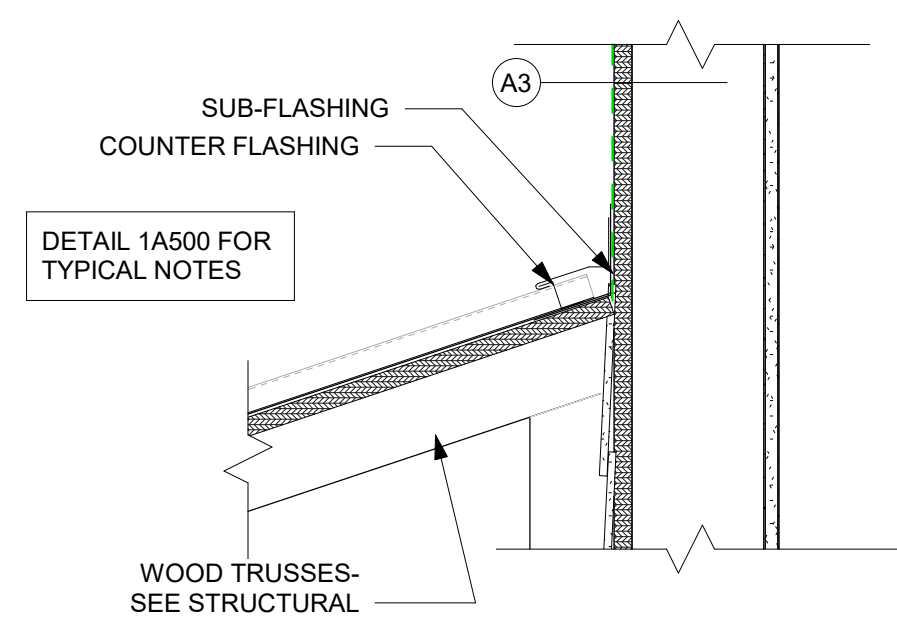 A3
SUB-FLASHING
COUNTER FLASHING
DETAIL 1A500 FOR
TYPICAL NOTES
WOOD TRUSSES-
SEE STRUCTURAL